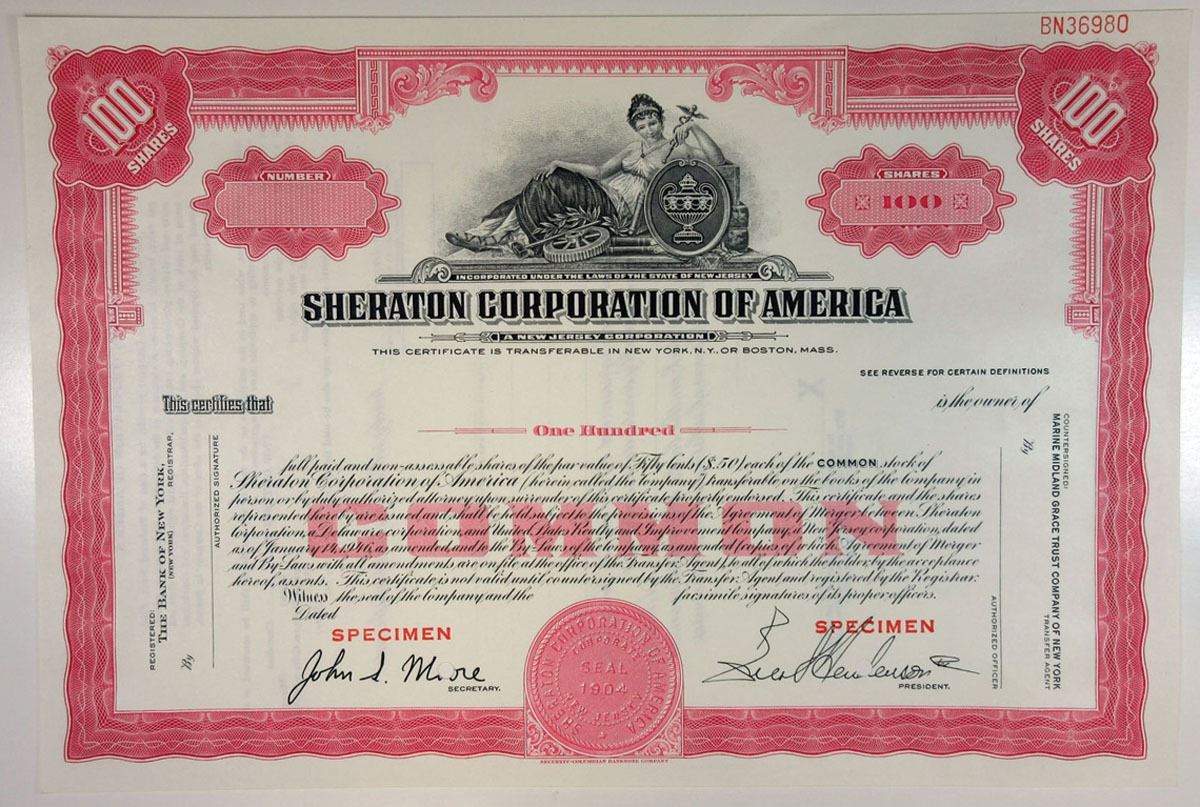 BN36980
100
SHARES
100
SHARES
NUMBER
SHARES
100
INCORPORATED UNDER THE LAWS OF THE STATE OF NEW JERSEY
SHERATON CORPORATION OF AMERICA
A NEW JERSEY CORPORATION
THIS CERTIFICATE IS TRANSFERABLE IN NEW YORK, N.Y., OR BOSTON, MASS.
SEE REVERSE FOR CERTAIN DEFINITIONS
This certifies that
is the owner of
One Hundred
full paid and non-assessable shares of the par value of Fifty Cents ($.50) each of the COMMON stock of
Sheraton Corporation of America (herein called the Company) transferable on the books of the Company in
person or by duly authorized attorney upon surrender of this certificate properly endorsed. This certificate and the shares
represented hereby are issued and shall be held subject to the provisions of the Agreement of Merger between Sheraton
Corporation, a Delaware corporation, and United States Realty and Improvement Company, a New Jersey corporation, dated
as of January 14, 1946, as amended, and the By-Laws of the Company, as amended (copies of which Agreement of Merger
and By-Laws with all amendments are on file at the office of the Transfer Agent), to all of which the holder, by the acceptance
hereof, assents. This certificate is not valid until countersigned by the Transfer Agent and registered by the Registrar.
COMMON
Witness the seal of the Company and the facsimile signatures of its proper officers.
Dated
SPECIMEN
SPECIMEN
John S. Moore
SECRETARY.
PRESIDENT.
SHERATON CORPORATION OF AMERICA
CORPORATE
SEAL
1904
NEW JERSEY
REGISTERED:
THE BANK OF NEW YORK,
(NEW YORK)
REGISTRAR,
By
AUTHORIZED SIGNATURE
COUNTERSIGNED:
MARINE MIDLAND GRACE TRUST COMPANY OF NEW YORK
TRANSFER AGENT
By
AUTHORIZED OFFICER
SECURITY-COLUMBIAN BANKNOTE COMPANY